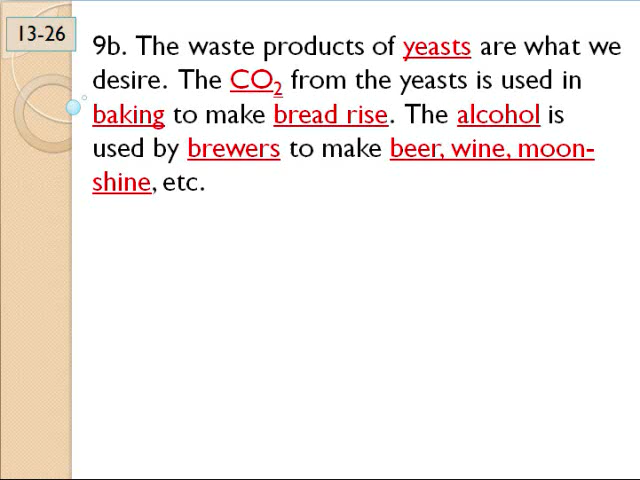 13-26
9b. The waste products of yeasts are what we
desire. The CO₂ from the yeasts is used in
baking to make bread rise. The alcohol is
used by brewers to make beer, wine, moon-
shine, etc.